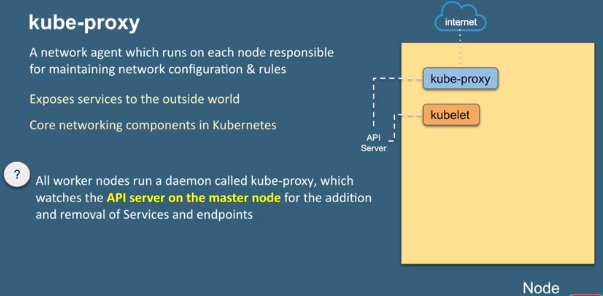 kube-proxy
A network agent which runs on each node responsible
for maintaining network configuration & rules
Exposes services to the outside world
Core networking components in Kubernetes
?
All worker nodes run a daemon called kube-proxy, which
watches the API server on the master node for the addition
and removal of Services and endpoints
internet
kube-proxy
kubelet
API
Server
Node